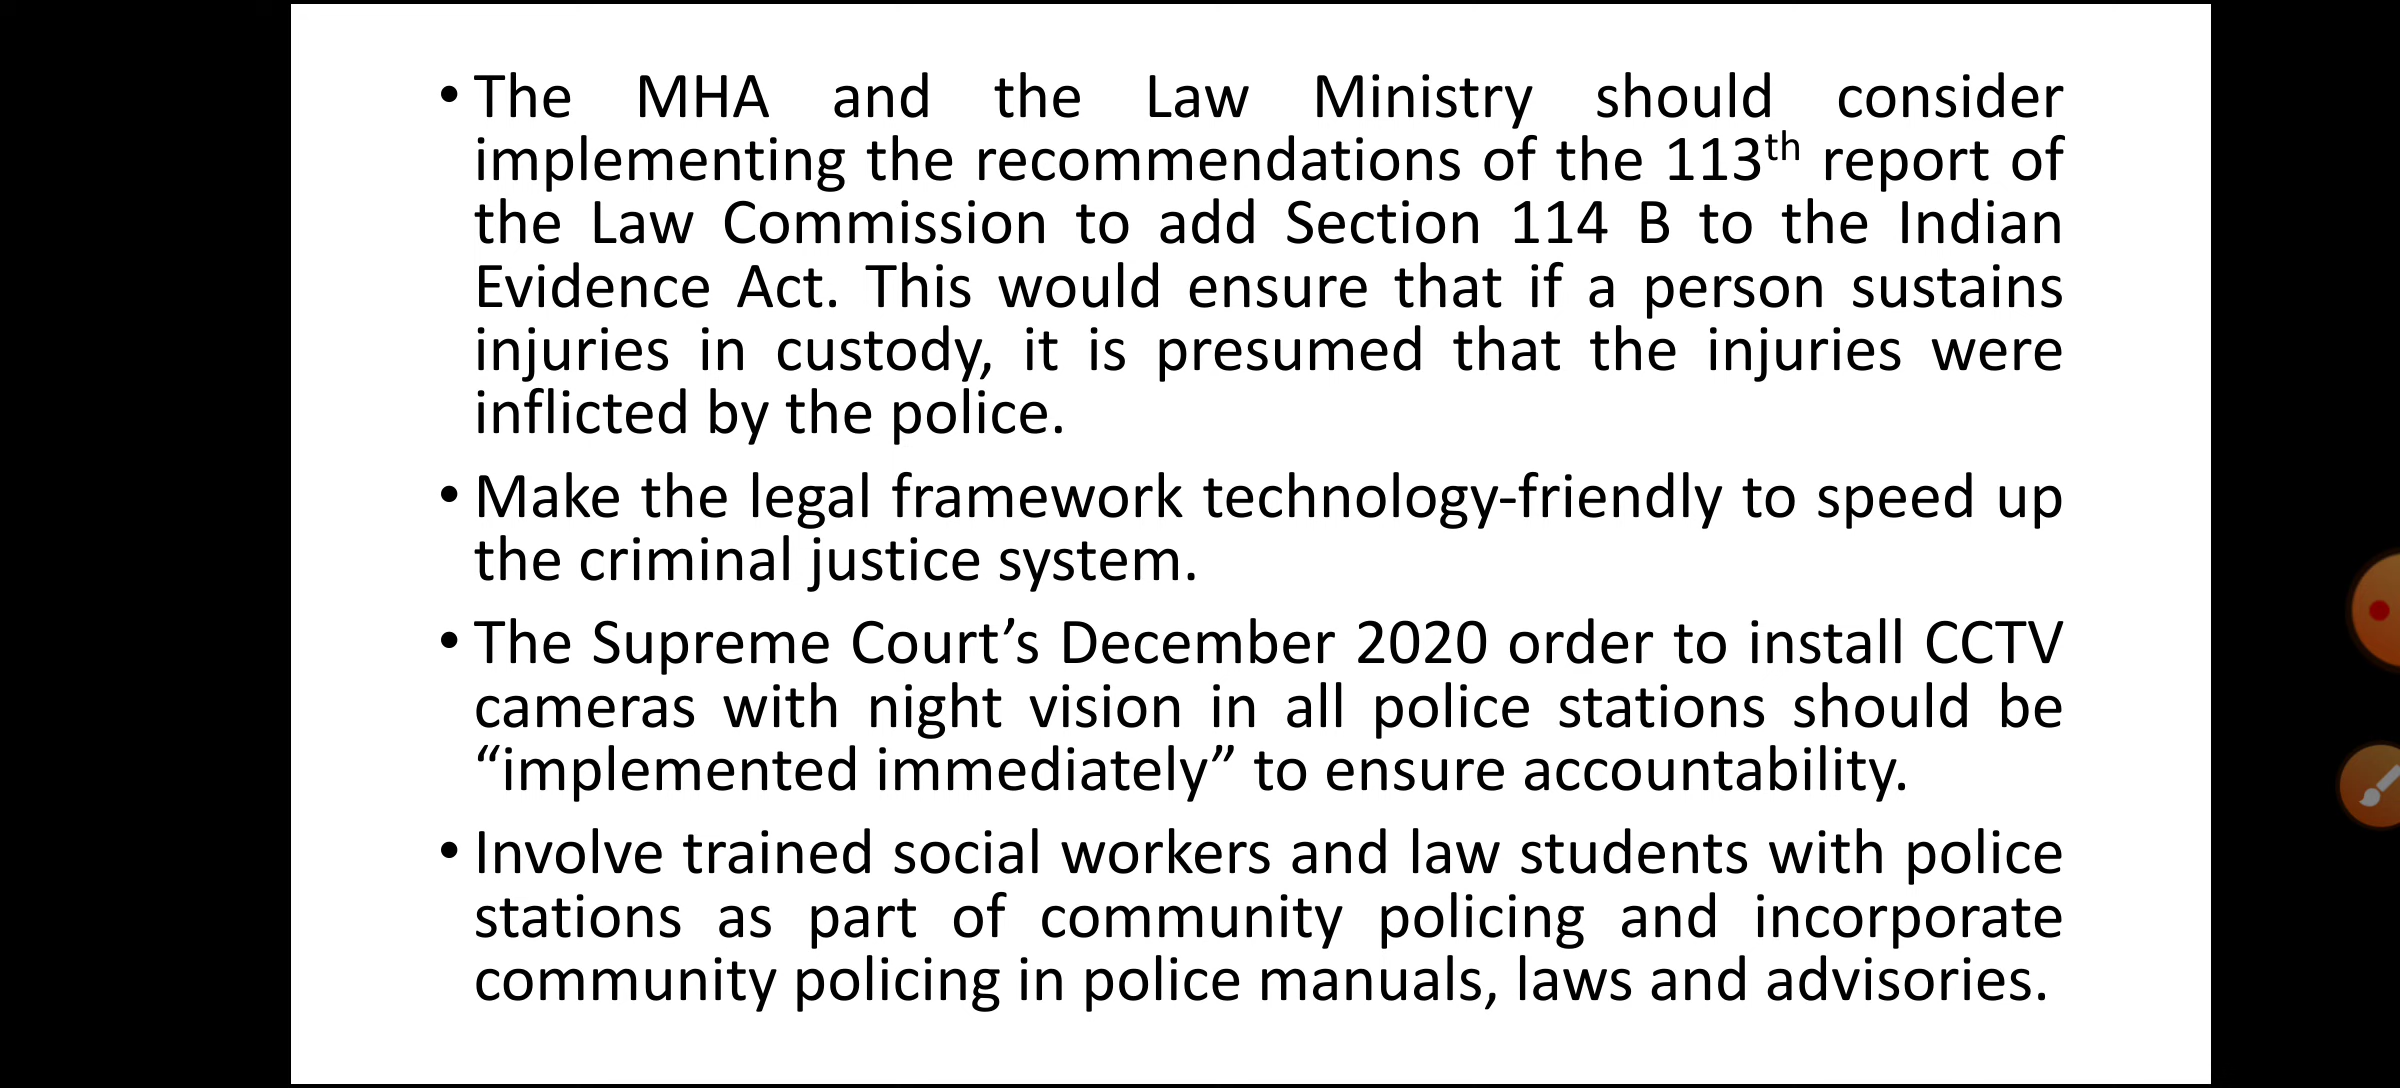 • The MHA and the Law Ministry should consider
implementing the recommendations of the 113th report of
the Law Commission to add Section 114 B to the Indian
Evidence Act. This would ensure that if a person sustains
injuries in custody, it is presumed that the injuries were
inflicted by the police.
• Make the legal framework technology-friendly to speed up
the criminal justice system.
• The Supreme Court’s December 2020 order to install CCTV
cameras with night vision in all police stations should be
“implemented immediately” to ensure accountability.
• Involve trained social workers and law students with police
stations as part of community policing and incorporate
community policing in police manuals, laws and advisories.